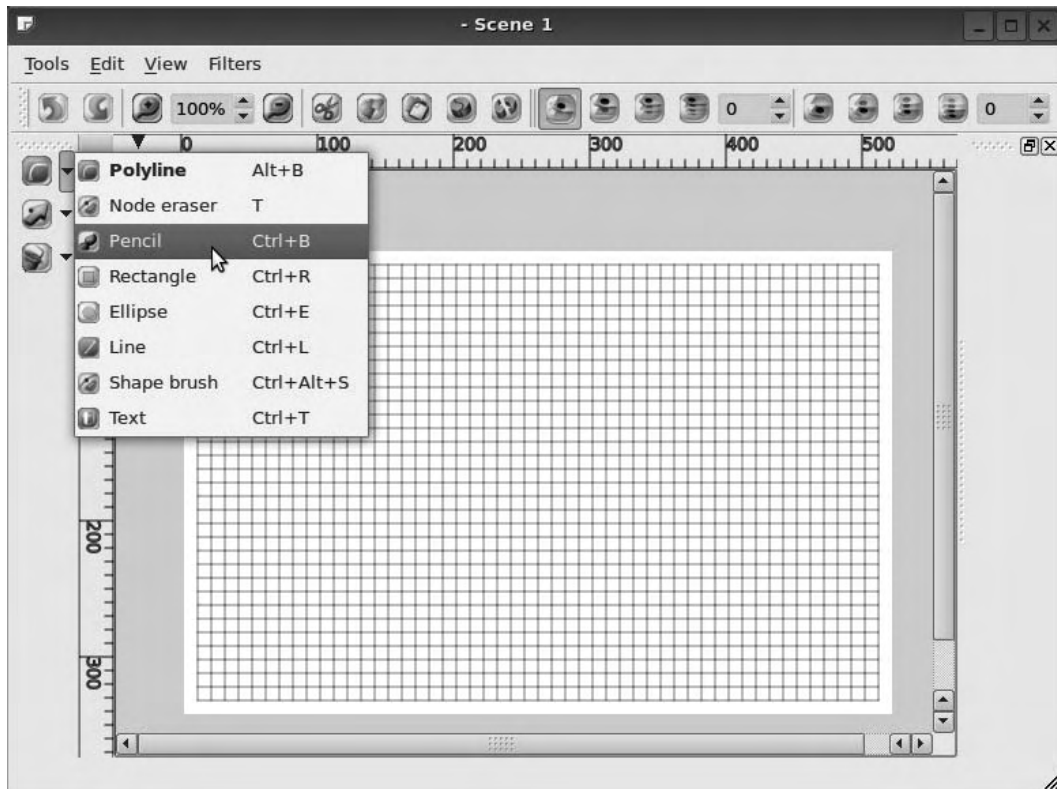 - Scene 1
Tools Edit View Filters
100% 0 0
0 100 200 300 400 500
Polyline Alt+B
Node eraser T
Pencil Ctrl+B
Rectangle Ctrl+R
Ellipse Ctrl+E
Line Ctrl+L
Shape brush Ctrl+Alt+S
Text Ctrl+T
200
300